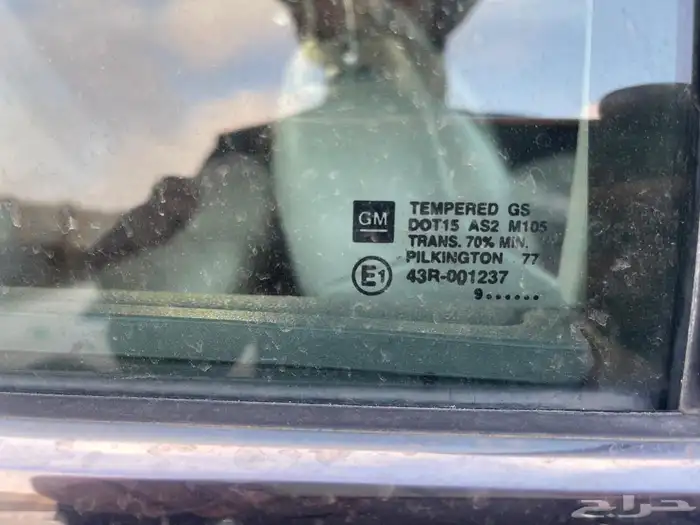 GM
TEMPERED GS
DOT15 AS2 M105
TRANS. 70% MIN.
PILKINGTON 77
E1
43R-001237
9......
حراج